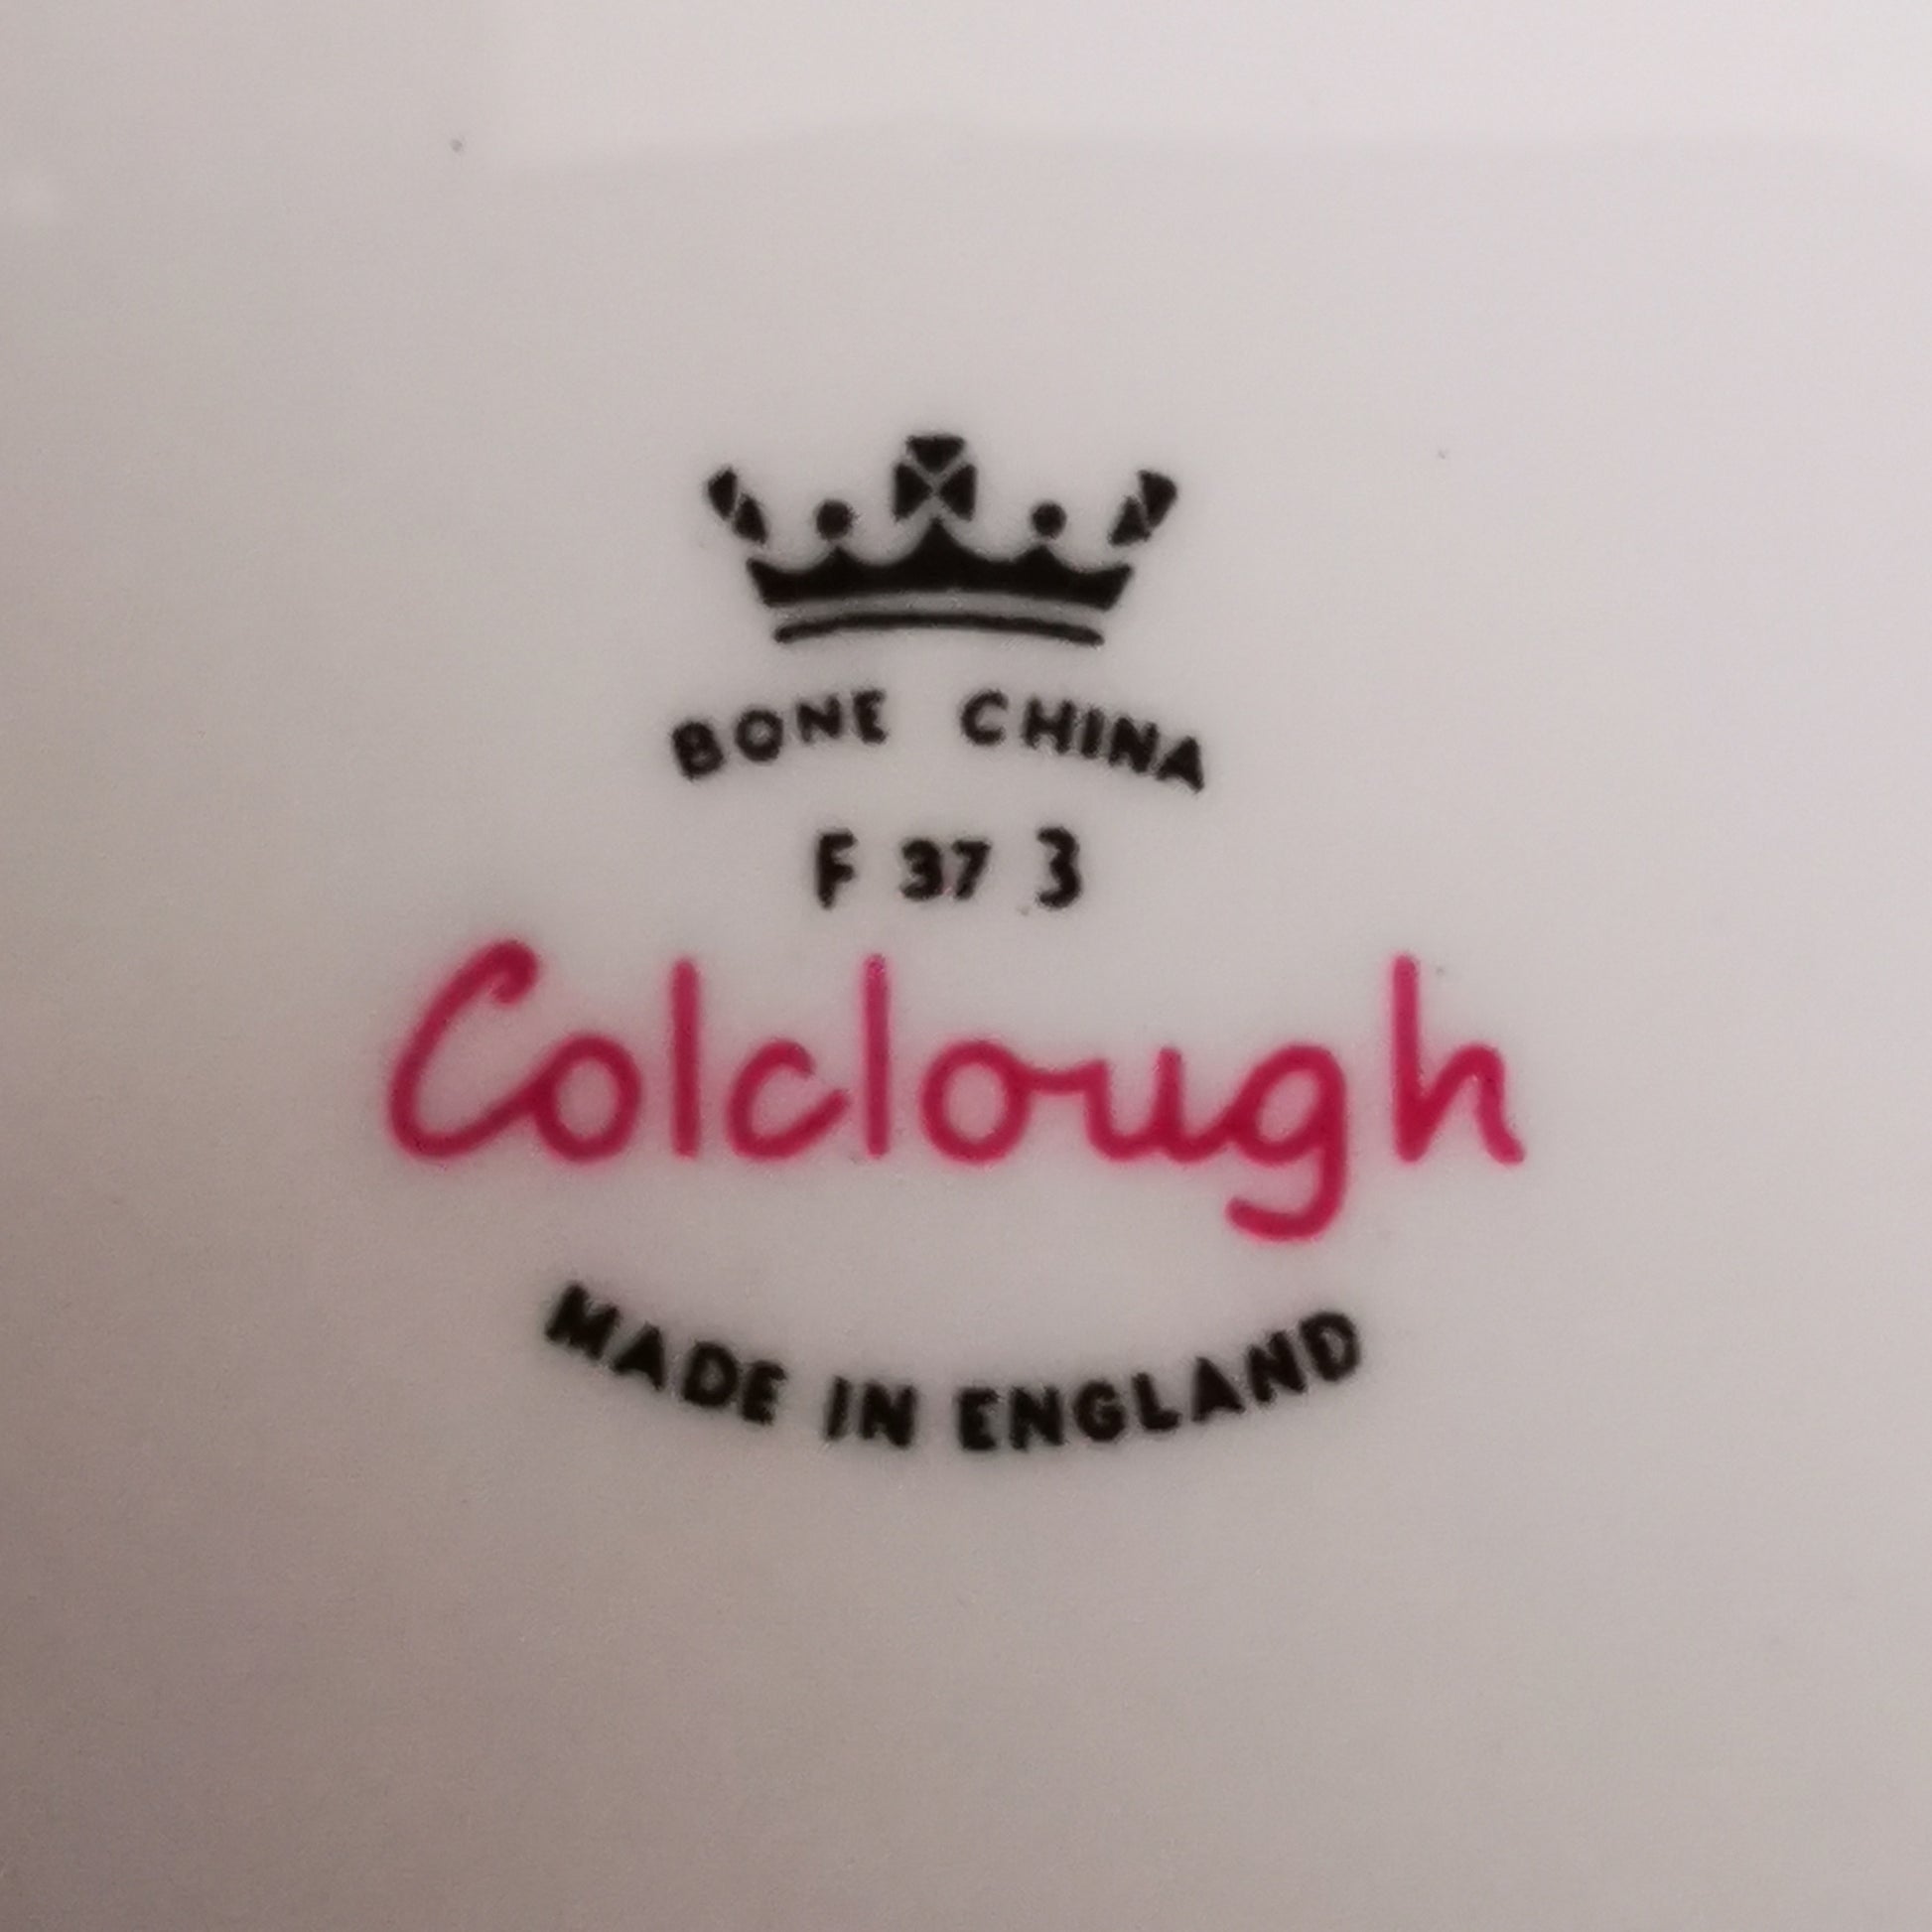 BONE CHINA
F 37 3
Colclough
MADE IN ENGLAND